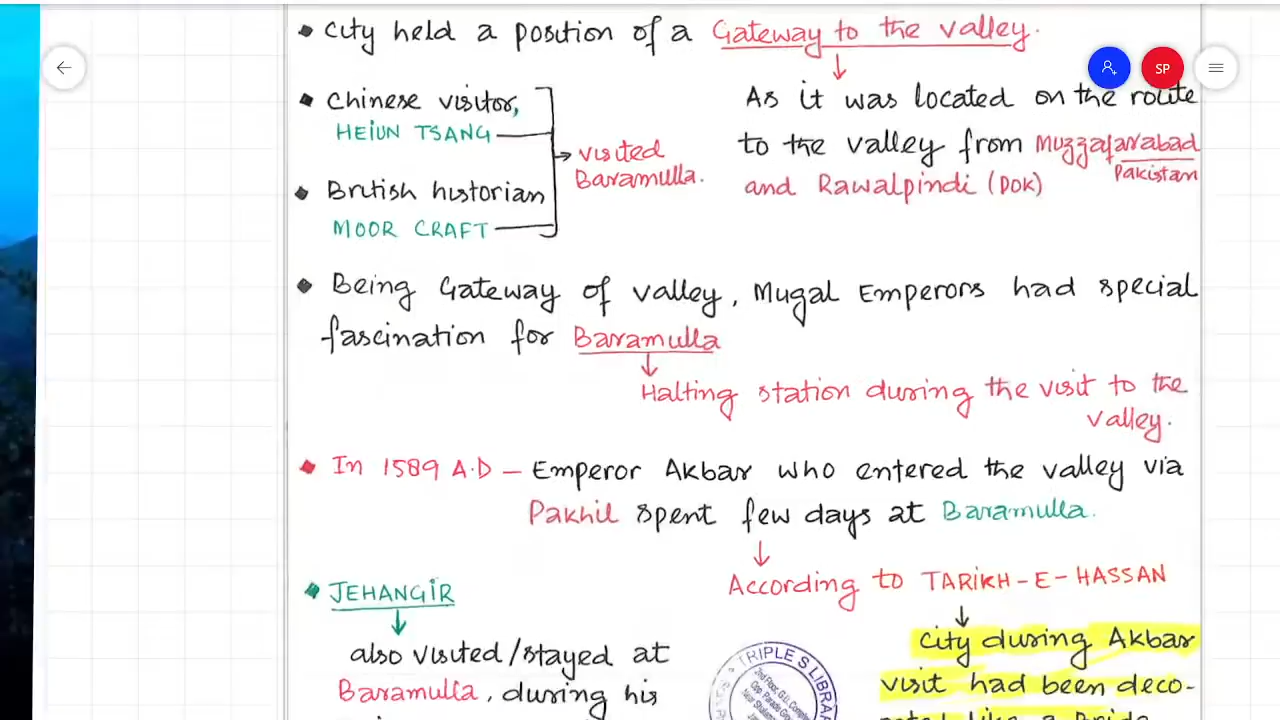 • City held a position of a Gateway to the valley.
As it was located on the route
to the valley from Muzzafarabad
Pakistan
and Rawalpindi (POK)
• Chinese visitor,
HEIUN TSANG
• British historian
MOOR CRAFT
visited
Baramulla.
• Being Gateway of valley, Mugal Emperors had special
fascination for Baramulla
Halting station during the visit to the
valley.
• In 1589 A.D – Emperor Akbar who entered the valley via
Pakhil spent few days at Baramulla.
According to TARIKH-E-HASSAN
City during Akbar
visit had been deco-
• JEHANGIR
also visited/stayed at
Baramulla, during his
TRIPLE S LIBRAR
SP